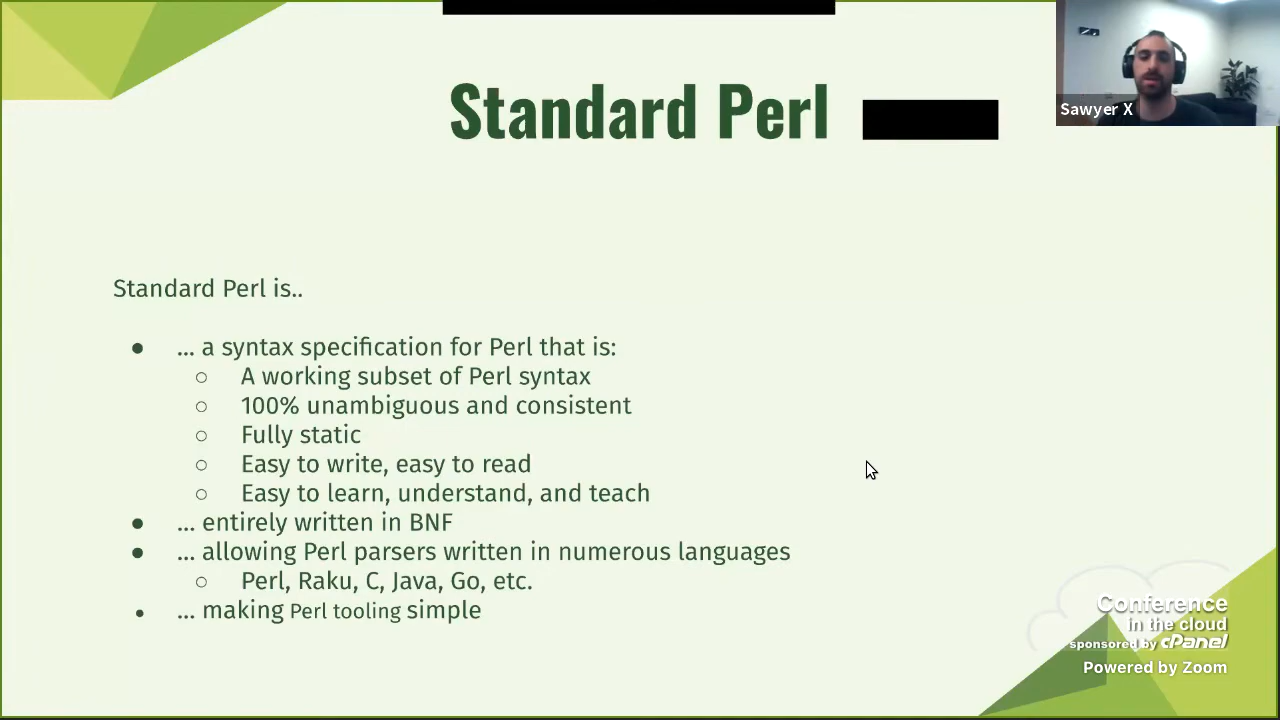 Standard Perl
Sawyer X
Standard Perl is..
● ... a syntax specification for Perl that is:
○ A working subset of Perl syntax
○ 100% unambiguous and consistent
○ Fully static
○ Easy to write, easy to read
○ Easy to learn, understand, and teach
● ... entirely written in BNF
● ... allowing Perl parsers written in numerous languages
○ Perl, Raku, C, Java, Go, etc.
● ... making Perl tooling simple
Conference
in the cloud
sponsored by cPanel
Powered by Zoom